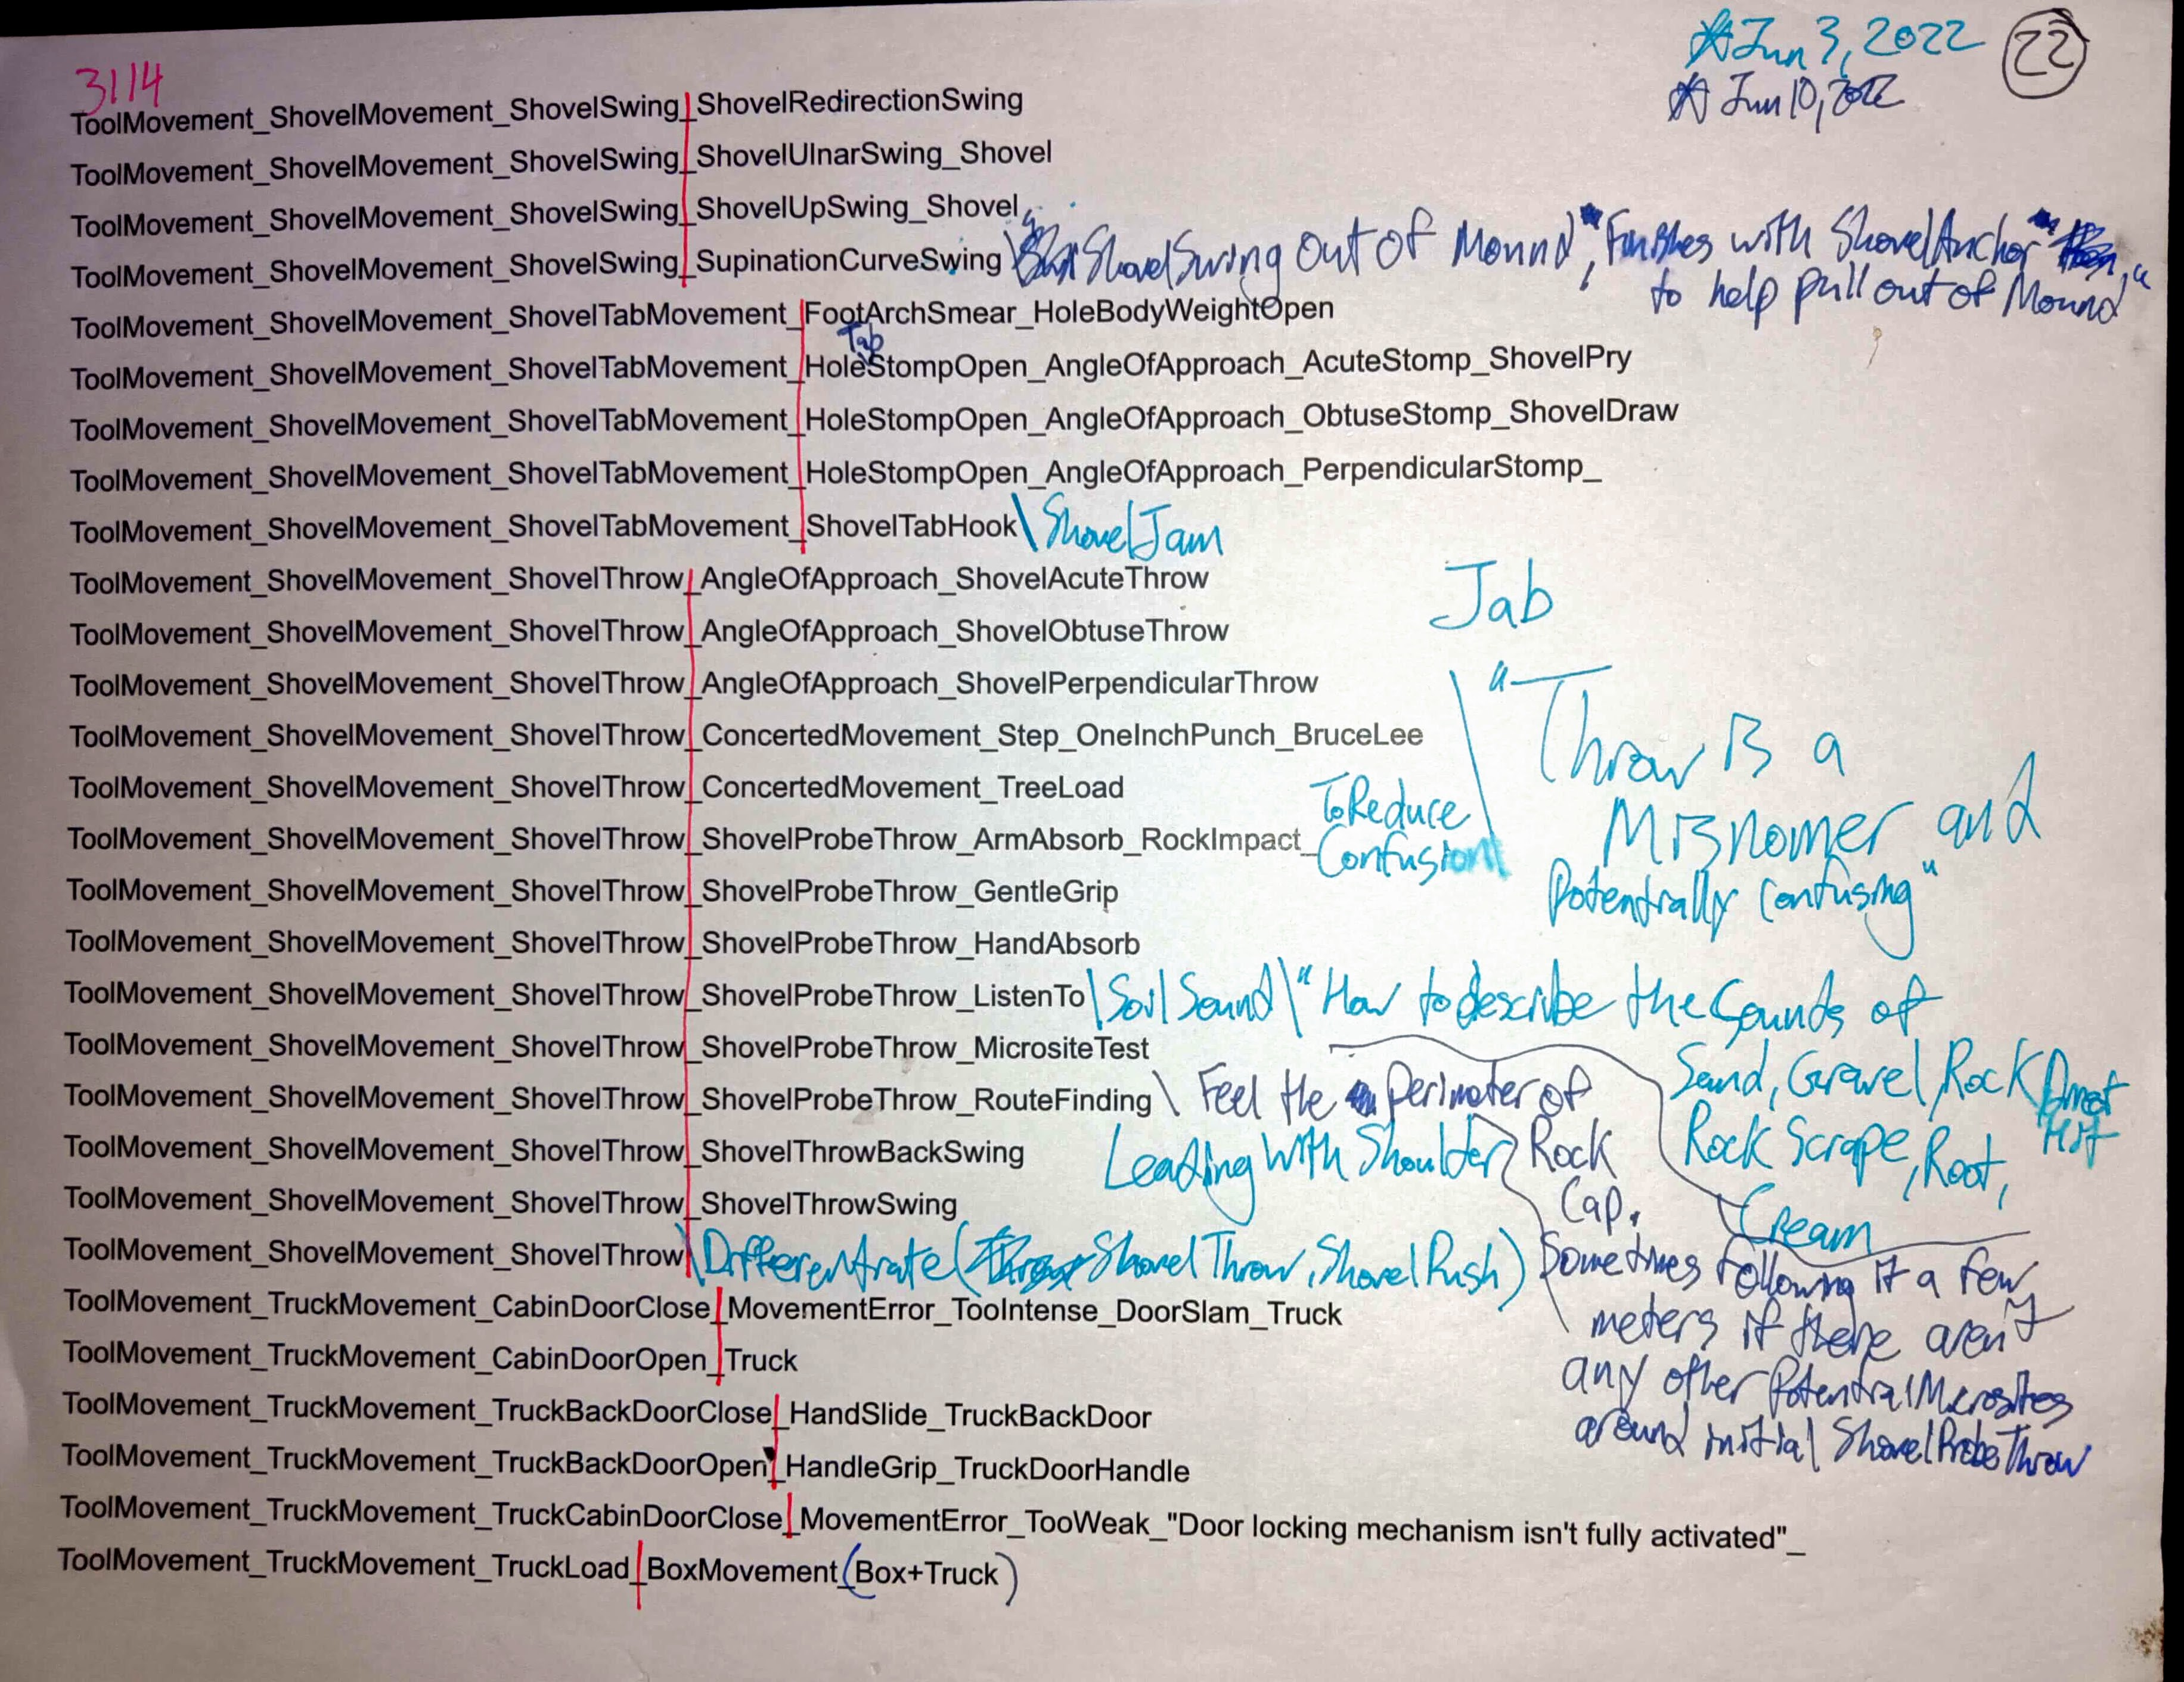 3114
☆Jun 3, 2022
☆Jun 10, 2022
22
ToolMovement_ShovelMovement_ShovelSwing_ShovelRedirectionSwing
ToolMovement_ShovelMovement_ShovelSwing_ShovelUlnarSwing_Shovel
ToolMovement_ShovelMovement_ShovelSwing_ShovelUpSwing_Shovel
ToolMovement_ShovelMovement_ShovelSwing_SupinationCurveSwing \ "ShovelSwing Out of Mound", "Finishes with ShovelAnchor"
to help pull out of Mound"
ToolMovement_ShovelMovement_ShovelTabMovement_FootArchSmear_HoleBodyWeightOpen
Tab
ToolMovement_ShovelMovement_ShovelTabMovement_HoleStompOpen_AngleOfApproach_AcuteStomp_ShovelPry
ToolMovement_ShovelMovement_ShovelTabMovement_HoleStompOpen_AngleOfApproach_ObtuseStomp_ShovelDraw
ToolMovement_ShovelMovement_ShovelTabMovement_HoleStompOpen_AngleOfApproach_PerpendicularStomp_
ToolMovement_ShovelMovement_ShovelTabMovement_ShovelTabHook\ShovelJam
ToolMovement_ShovelMovement_ShovelThrow_AngleOfApproach_ShovelAcuteThrow
Jab
ToolMovement_ShovelMovement_ShovelThrow_AngleOfApproach_ShovelObtuseThrow
ToolMovement_ShovelMovement_ShovelThrow_AngleOfApproach_ShovelPerpendicularThrow
ToolMovement_ShovelMovement_ShovelThrow_ConcertedMovement_Step_OneInchPunch_BruceLee
ToolMovement_ShovelMovement_ShovelThrow_ConcertedMovement_TreeLoad
ToolMovement_ShovelMovement_ShovelThrow_ShovelProbeThrow_ArmAbsorb_RockImpact_
To Reduce
Confusion
\ "Throw is a
Misnomer and
Potentially Confusing"
ToolMovement_ShovelMovement_ShovelThrow_ShovelProbeThrow_GentleGrip
ToolMovement_ShovelMovement_ShovelThrow_ShovelProbeThrow_HandAbsorb
ToolMovement_ShovelMovement_ShovelThrow_ShovelProbeThrow_ListenTo\SoilSound\"How to describe the Sounds of
Sand, Gravel, Rock
Hit
Rock Scrape, Root,
Cream
ToolMovement_ShovelMovement_ShovelThrow_ShovelProbeThrow_MicrositeTest
ToolMovement_ShovelMovement_ShovelThrow_ShovelProbeThrow_RouteFinding \ Feel the Perimeter of
Rock
Cap.
Sometimes following it a few
meters if there aren't
any other PotentialMicrosites
around initial ShovelProbeThrow
ToolMovement_ShovelMovement_ShovelThrow_ShovelThrowBackSwing
Leading With Shoulder
ToolMovement_ShovelMovement_ShovelThrow_ShovelThrowSwing
ToolMovement_ShovelMovement_ShovelThrow\Differentiate(ShovelThrow, ShovelPush)
ToolMovement_TruckMovement_CabinDoorClose_MovementError_TooIntense_DoorSlam_Truck
ToolMovement_TruckMovement_CabinDoorOpen_Truck
ToolMovement_TruckMovement_TruckBackDoorClose_HandSlide_TruckBackDoor
ToolMovement_TruckMovement_TruckBackDoorOpen_HandleGrip_TruckDoorHandle
ToolMovement_TruckMovement_TruckCabinDoorClose_MovementError_TooWeak_"Door locking mechanism isn't fully activated"_
ToolMovement_TruckMovement_TruckLoad_BoxMovement_(Box+Truck)